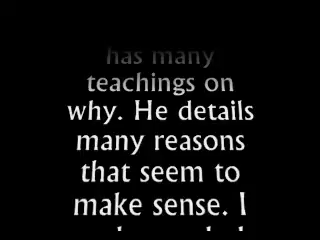 has many
teachings on
why. He details
many reasons
that seem to
make sense. I